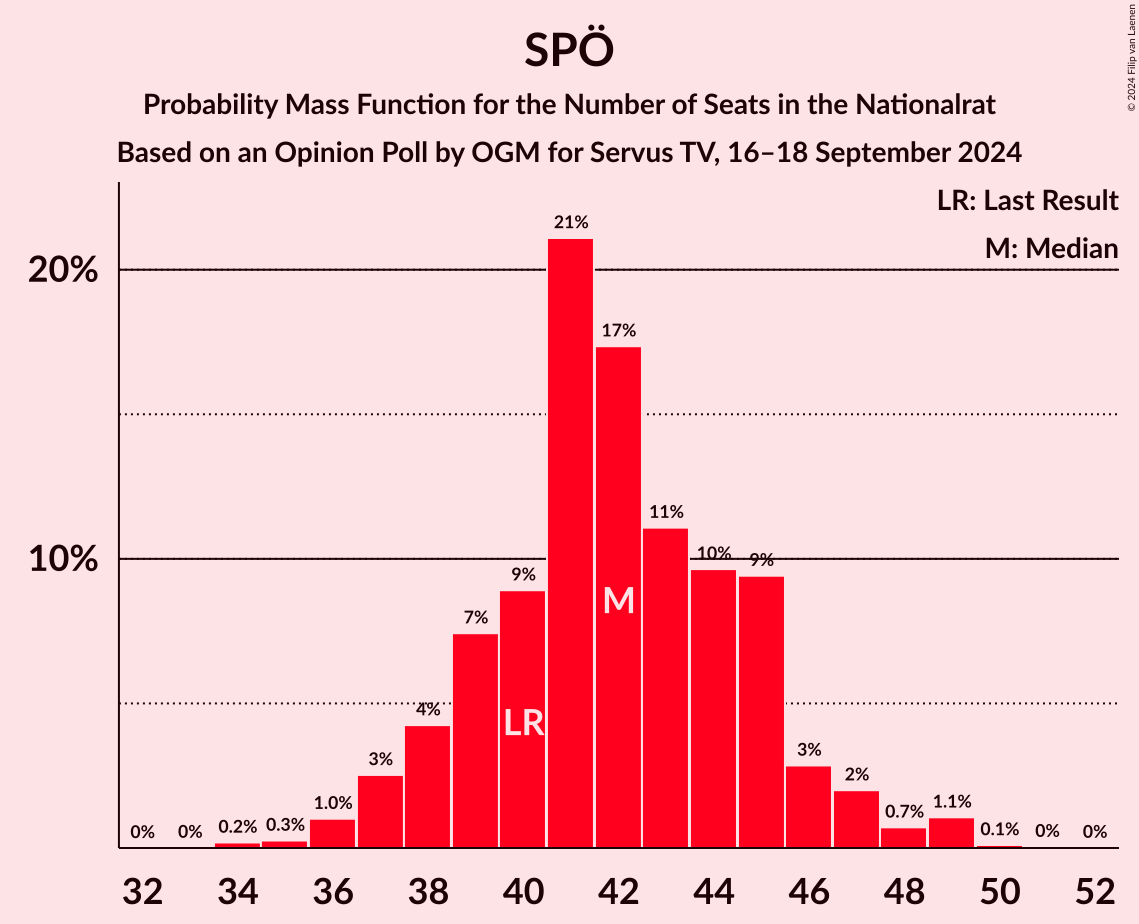 SPÖ
Probability Mass Function for the Number of Seats in the Nationalrat
Based on an Opinion Poll by OGM for Servus TV, 16–18 September 2024
© 2024 Filip van Laenen
LR: Last Result
M: Median
20%
10%
0%
0%
0.2%
0.3%
1.0%
3%
4%
7%
9%
21%
17%
11%
10%
9%
3%
2%
0.7%
1.1%
0.1%
0%
0%
LR
M
32 34 36 38 40 42 44 46 48 50 52